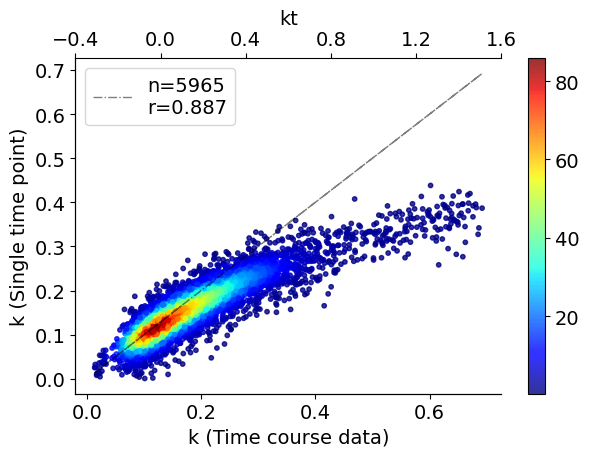 kt
−0.4 0.0 0.4 0.8 1.2 1.6
n=5965
r=0.887
k (Single time point)
0.7
0.6
0.5
0.4
0.3
0.2
0.1
0.0
0.0 0.2 0.4 0.6
k (Time course data)
80
60
40
20